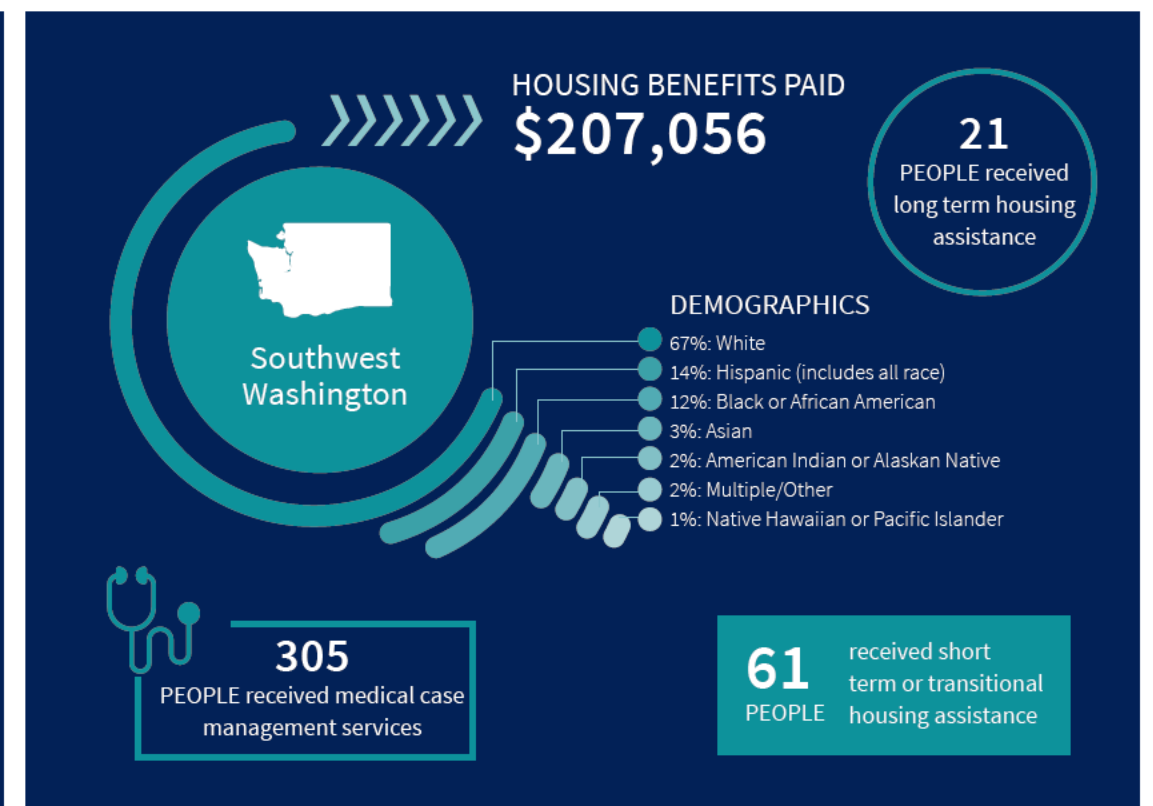 HOUSING BENEFITS PAID
$207,056
21
PEOPLE received
long term housing
assistance
Southwest
Washington
DEMOGRAPHICS
67%: White
14%: Hispanic (includes all race)
12%: Black or African American
3%: Asian
2%: American Indian or Alaskan Native
2%: Multiple/Other
1%: Native Hawaiian or Pacific Islander
305
PEOPLE received medical case
management services
61
PEOPLE
received short
term or transitional
housing assistance